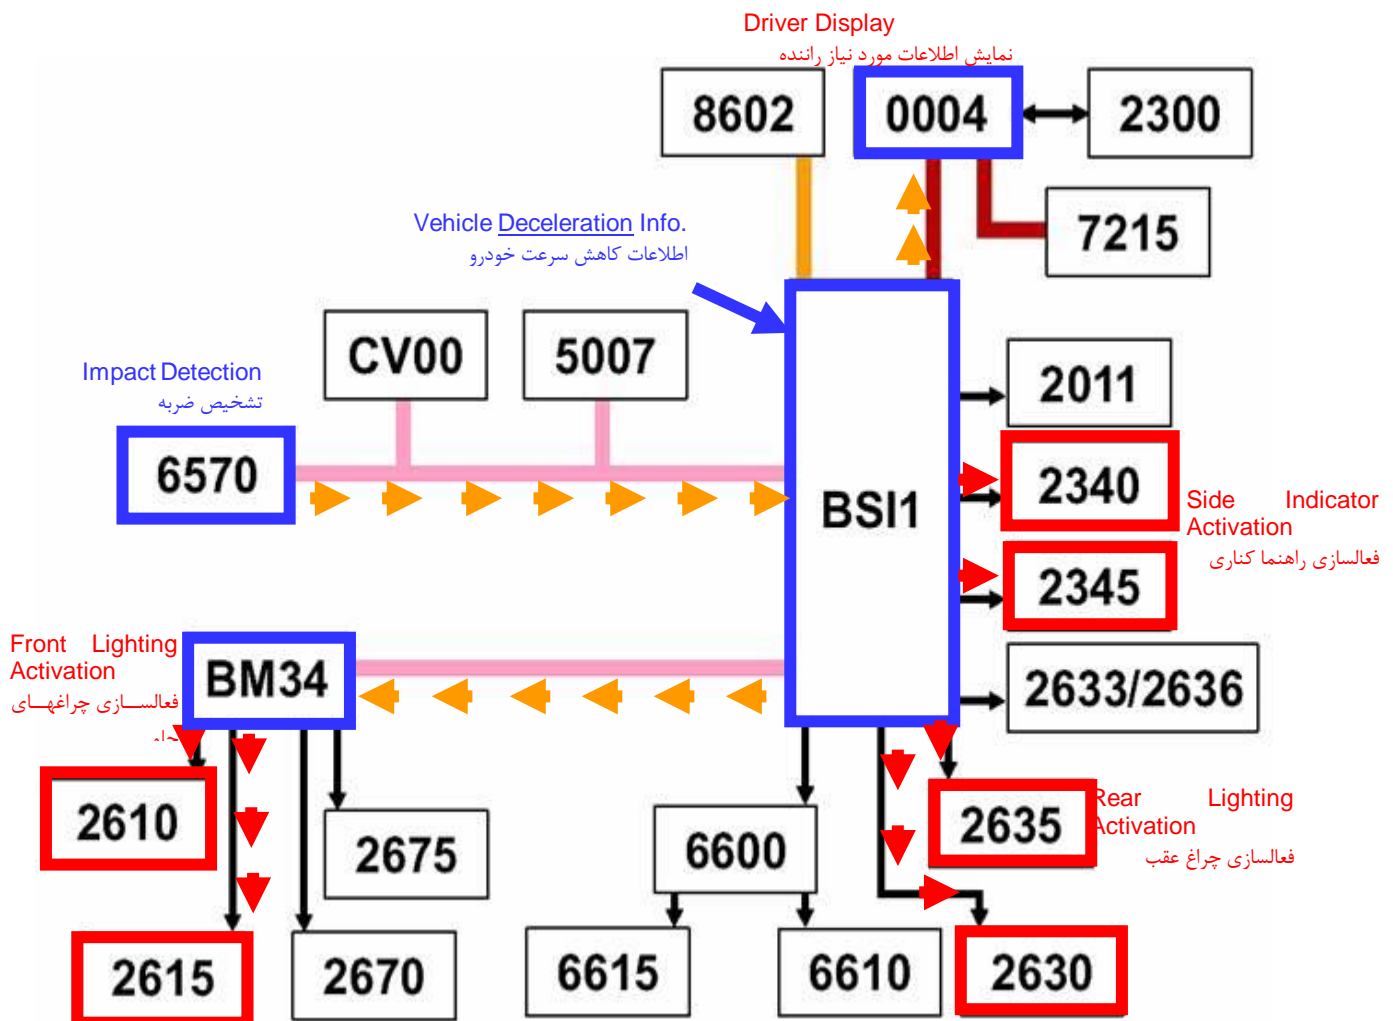 Driver Display
نمایش اطلاعات مورد نیاز راننده
8602
0004
2300
7215
Vehicle Deceleration Info.
اطلاعات کاهش سرعت خودرو
CV00
5007
2011
Impact Detection
تشخیص ضربه
6570
2340
BSI1
Side Indicator
Activation
فعالسازی راهنما کناری
2345
Front Lighting
Activation
فعالســازی چراغهــای
BM34
2633/2636
2610
2675
6600
2635
Rear Lighting
Activation
فعالسازی چراغ عقب
2615
2670
6615
6610
2630